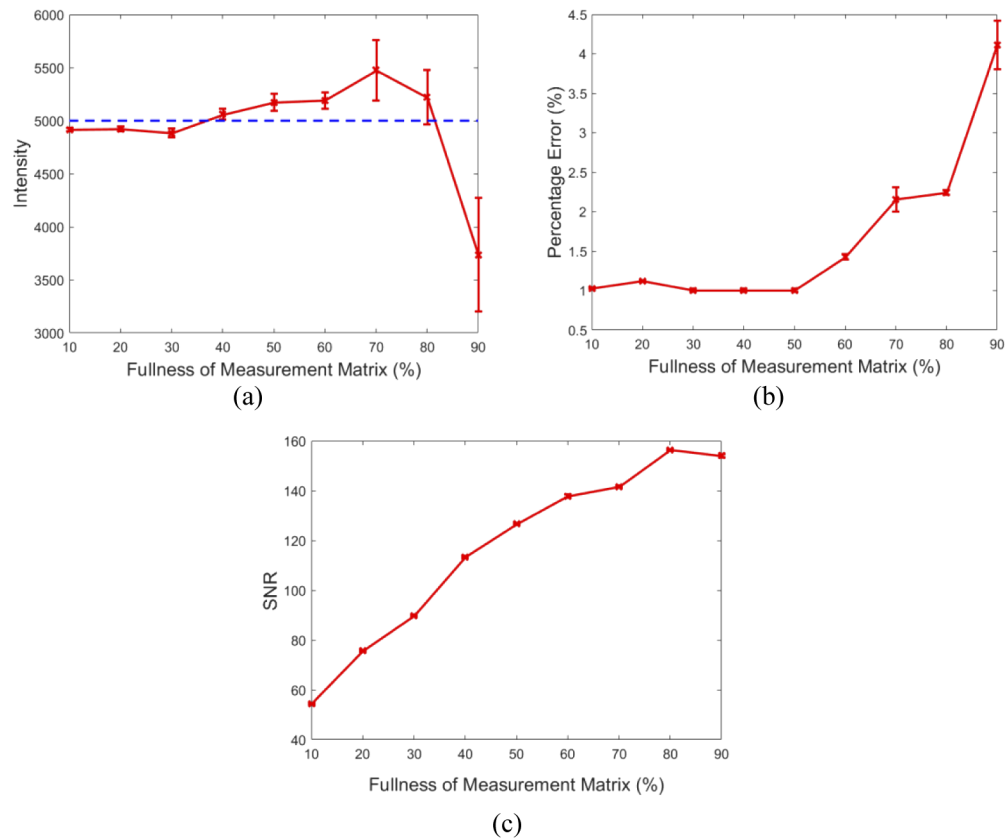 6000
5500
5000
4500
4000
3500
3000
Intensity
10 20 30 40 50 60 70 80 90
Fullness of Measurement Matrix (%)
(a)
4.5
4
3.5
3
2.5
2
1.5
1
0.5
Percentage Error (%)
10 20 30 40 50 60 70 80 90
Fullness of Measurement Matrix (%)
(b)
160
140
120
100
80
60
40
SNR
10 20 30 40 50 60 70 80 90
Fullness of Measurement Matrix (%)
(c)